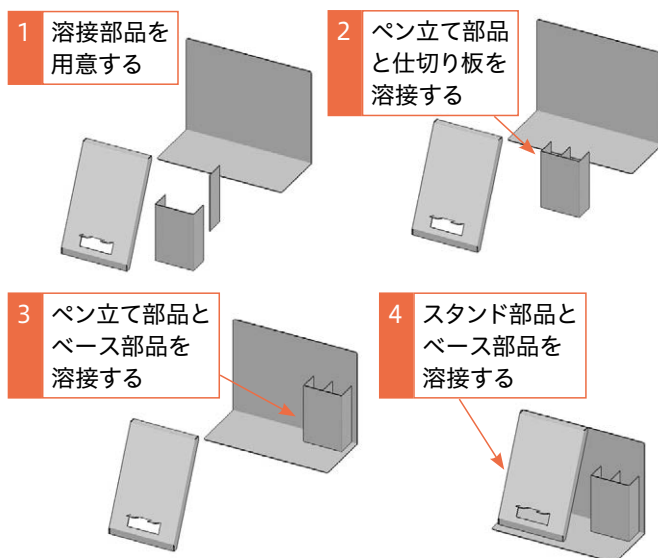 1
溶接部品を
用意する
2
ペン立て部品
と仕切り板を
溶接する
3
ペン立て部品と
ベース部品を
溶接する
4
スタンド部品と
ベース部品を
溶接する